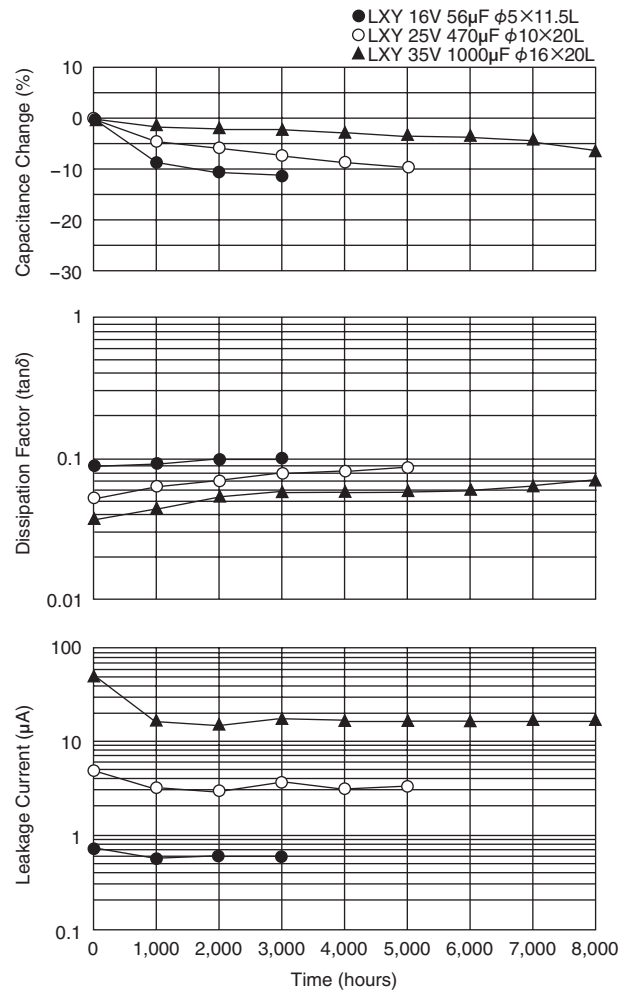 ●LXY 16V 56µF φ5×11.5L
○LXY 25V 470µF φ10×20L
▲LXY 35V 1000µF φ16×20L
Capacitance Change (%)
10
0
−10
−20
−30
Dissipation Factor (tanδ)
1
0.1
0.01
Leakage Current (µA)
100
10
1
0.1
0 1,000 2,000 3,000 4,000 5,000 6,000 7,000 8,000
Time (hours)